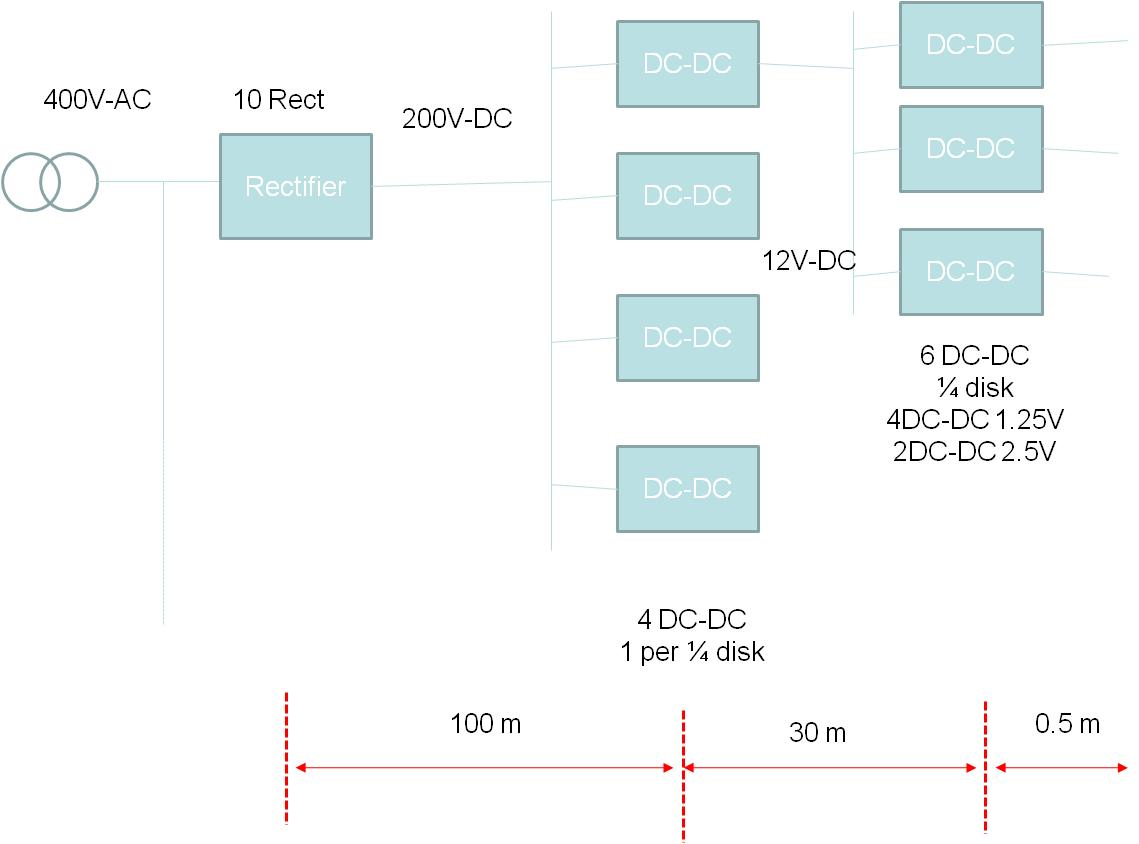 400V-AC
10 Rect
200V-DC
Rectifier
DC-DC
DC-DC
DC-DC
DC-DC
4 DC-DC
1 per ¼ disk
12V-DC
DC-DC
DC-DC
DC-DC
6 DC-DC
¼ disk
4DC-DC 1.25V
2DC-DC 2.5V
100 m
30 m
0.5 m